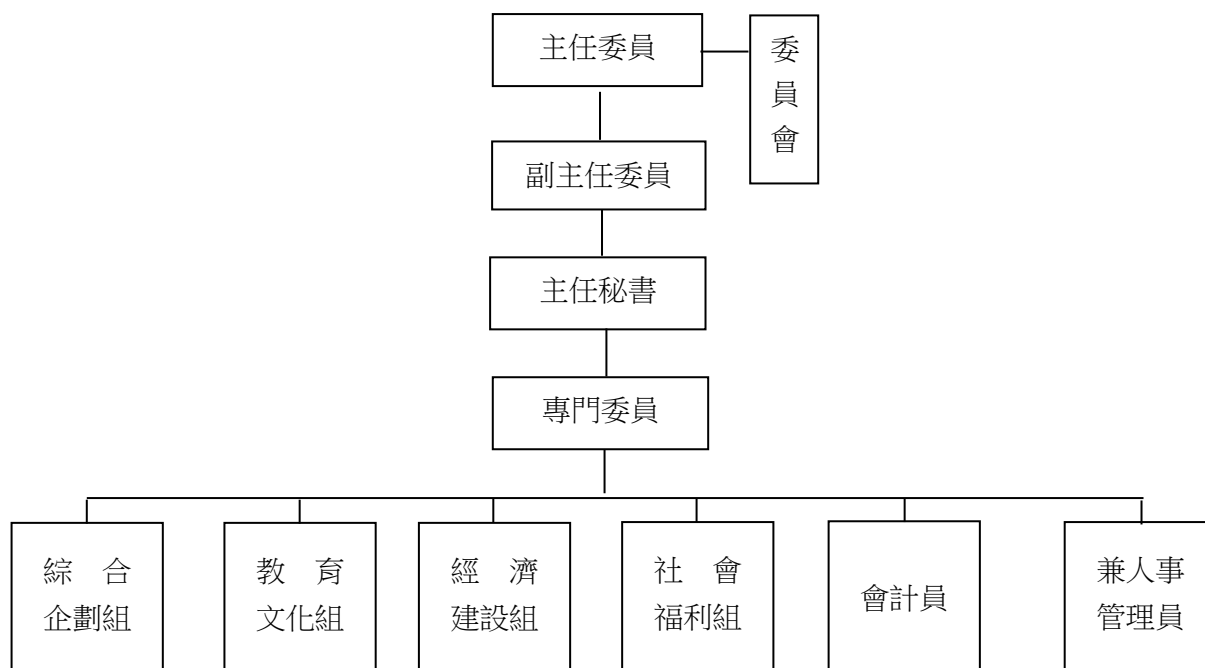 主任委員
委
員
會
副主任委員
主任秘書
專門委員
綜 合
企劃組
教 育
文化組
經 濟
建設組
社 會
福利組
會計員
兼人事
管理員